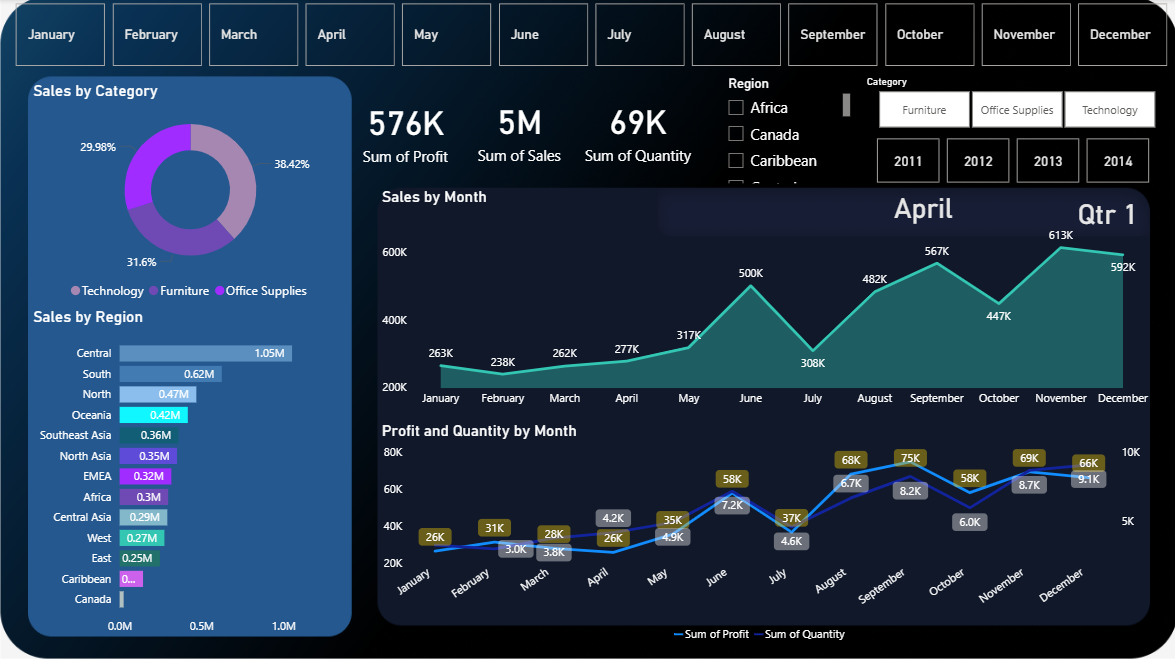 January February March April May June July August September October November December
Sales by Category
29.98%
38.42%
31.6%
Technology Furniture Office Supplies
Sales by Region
Central 1.05M
South 0.62M
North 0.47M
Oceania 0.42M
Southeast Asia 0.36M
North Asia 0.35M
EMEA 0.32M
Africa 0.3M
Central Asia 0.29M
West 0.27M
East 0.25M
Caribbean 0...
Canada
0.0M 0.5M 1.0M
576K
Sum of Profit
5M
Sum of Sales
69K
Sum of Quantity
Region
Africa
Canada
Caribbean
Category
Furniture Office Supplies Technology
2011 2012 2013 2014
Sales by Month
April
Qtr 1
600K
400K
200K
263K 238K 262K 277K 317K 500K 308K 482K 567K 447K 613K 592K
January February March April May June July August September October November December
Profit and Quantity by Month
80K
60K
40K
20K
10K
5K
26K 31K 28K 26K 35K 58K 37K 68K 75K 58K 69K 66K
3.0K 3.8K 4.2K 4.9K 7.2K 4.6K 6.7K 8.2K 6.0K 8.7K 9.1K
January February March April May June July August September October November December
Sum of Profit Sum of Quantity